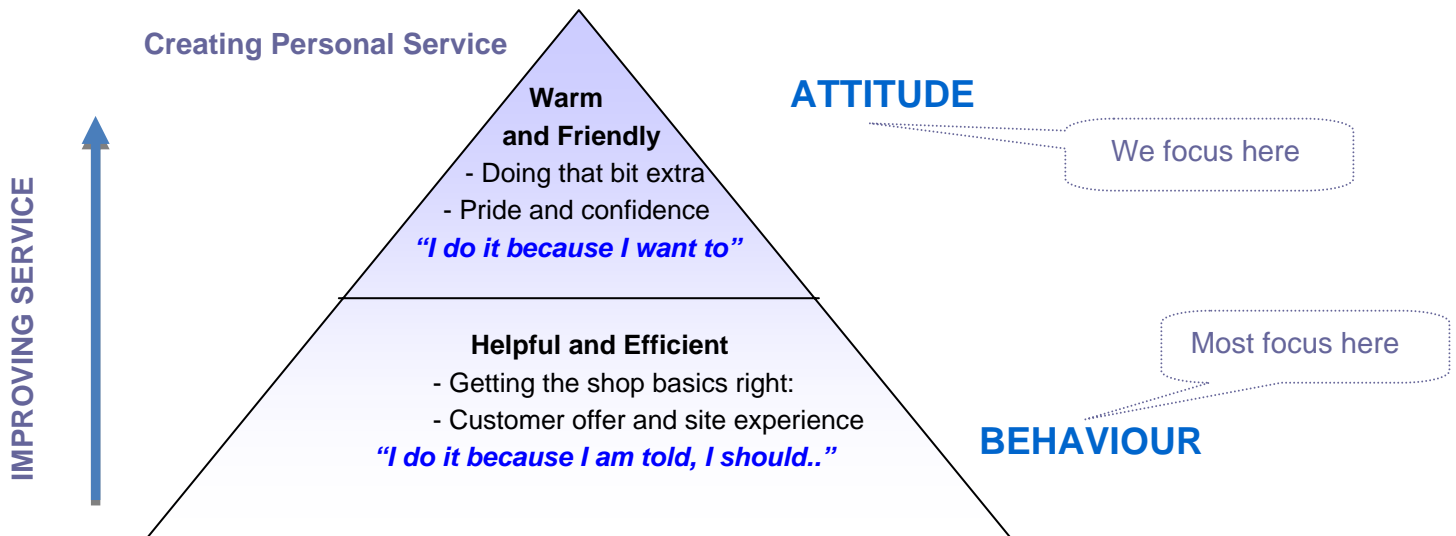 Creating Personal Service
ATTITUDE
We focus here
Warm
and Friendly
- Doing that bit extra
- Pride and confidence
“I do it because I want to”
IMPROVING SERVICE
Most focus here
Helpful and Efficient
- Getting the shop basics right:
- Customer offer and site experience
“I do it because I am told, I should..”
BEHAVIOUR